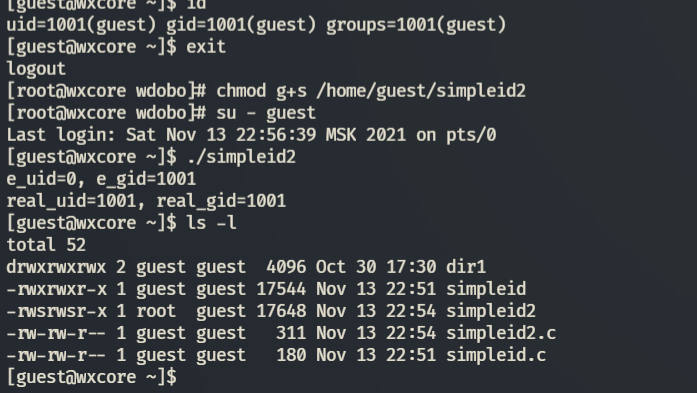 [guest@wxcore ~]$ id
uid=1001(guest) gid=1001(guest) groups=1001(guest)
[guest@wxcore ~]$ exit
logout
[root@wxcore wdobo]# chmod g+s /home/guest/simpleid2
[root@wxcore wdobo]# su - guest
Last login: Sat Nov 13 22:56:39 MSK 2021 on pts/0
[guest@wxcore ~]$ ./simpleid2
e_uid=0, e_gid=1001
real_uid=1001, real_gid=1001
[guest@wxcore ~]$ ls -l
total 52
drwxrwxrwx 2 guest guest  4096 Oct 30 17:30 dir1
-rwxrwxr-x 1 guest guest 17544 Nov 13 22:51 simpleid
-rwsrwsr-x 1 root  guest 17648 Nov 13 22:54 simpleid2
-rw-rw-r-- 1 guest guest   311 Nov 13 22:54 simpleid2.c
-rw-rw-r-- 1 guest guest   180 Nov 13 22:51 simpleid.c
[guest@wxcore ~]$